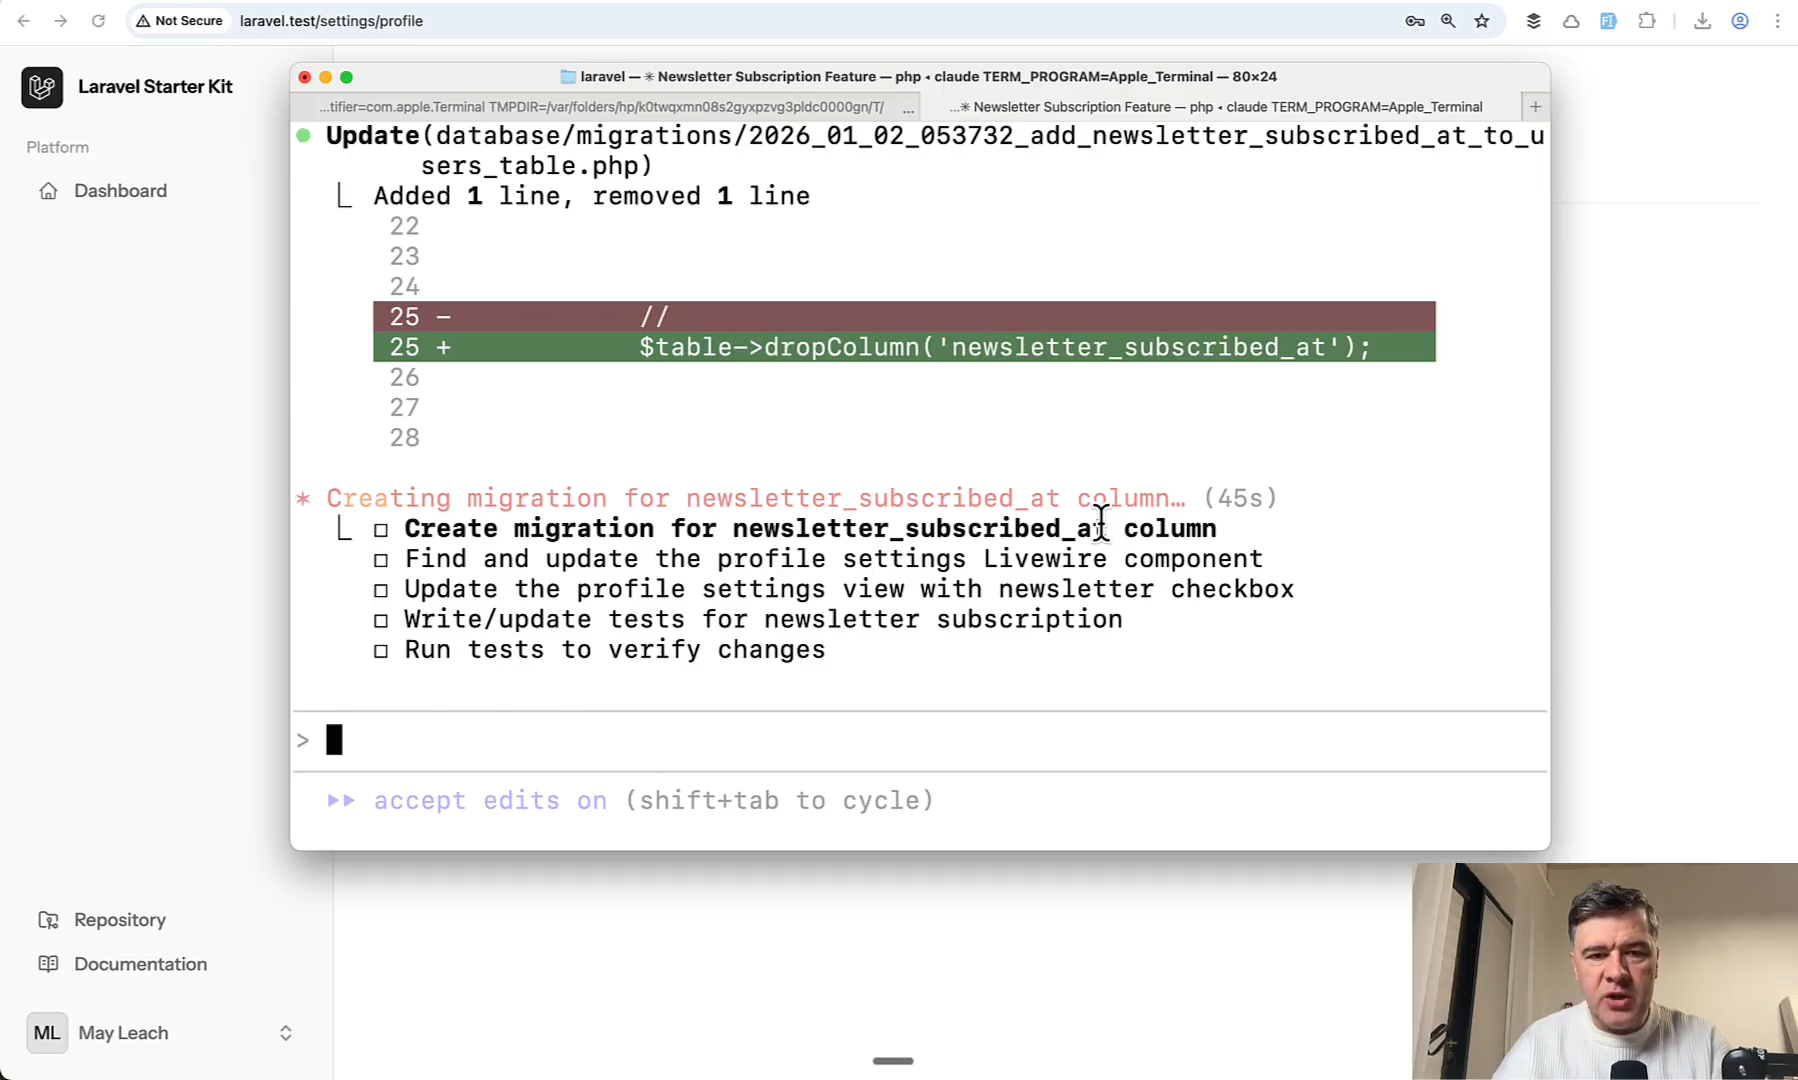 Not Secure
laravel.test/settings/profile
Laravel Starter Kit
Platform
Dashboard
Repository
Documentation
ML
May Leach
laravel — ✳ Newsletter Subscription Feature — php ◂ claude TERM_PROGRAM=Apple_Terminal — 80×24
...tifier=com.apple.Terminal TMPDIR=/var/folders/hp/k0twqxmn08s2gyxpzvg3pldc0000gn/T/ ...
...✳ Newsletter Subscription Feature — php ◂ claude TERM_PROGRAM=Apple_Terminal
Update(database/migrations/2026_01_02_053732_add_newsletter_subscribed_at_to_u
sers_table.php)
Added 1 line, removed 1 line
22
23
24
25 - //
25 + $table->dropColumn('newsletter_subscribed_at');
26
27
28
* Creating migration for newsletter_subscribed_at column… (45s)
☐ Create migration for newsletter_subscribed_at column
☐ Find and update the profile settings Livewire component
☐ Update the profile settings view with newsletter checkbox
☐ Write/update tests for newsletter subscription
☐ Run tests to verify changes
>
⏵⏵ accept edits on (shift+tab to cycle)